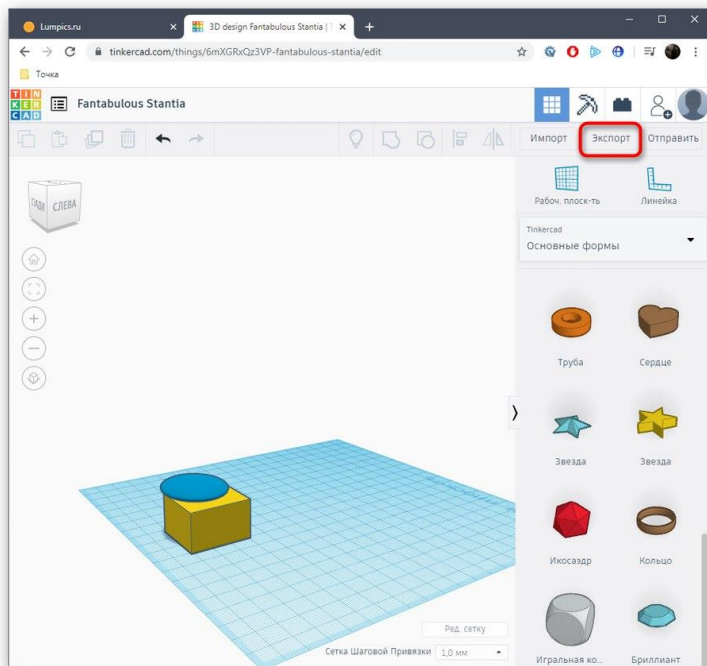 Lumpics.ru
3D design Fantabulous Stantia |
tinkercad.com/things/6mXGRxQz3VP-fantabulous-stantia/edit
Точка
TIN
KER
CAD
Fantabulous Stantia
Импорт Экспорт Отправить
СЛЕВА
Рабоч. плоск-ть Линейка
Tinkercad
Основные формы
Труба Сердце
Звезда Звезда
Икосаэдр Кольцо
Игральная ко... Бриллиант
Ред. сетку
Сетка Шаговой Привязки 1,0 мм